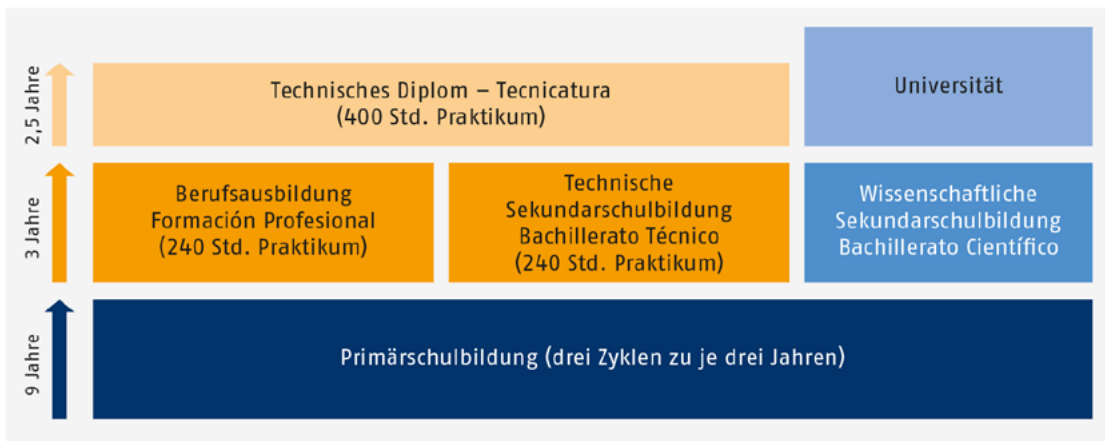 2,5 Jahre
Technisches Diplom – Tecnicatura
(400 Std. Praktikum)
Universität
3 Jahre
Berufsausbildung
Formación Profesional
(240 Std. Praktikum)
Technische
Sekundarschulbildung
Bachillerato Técnico
(240 Std. Praktikum)
Wissenschaftliche
Sekundarschulbildung
Bachillerato Científico
9 Jahre
Primärschulbildung (drei Zyklen zu je drei Jahren)